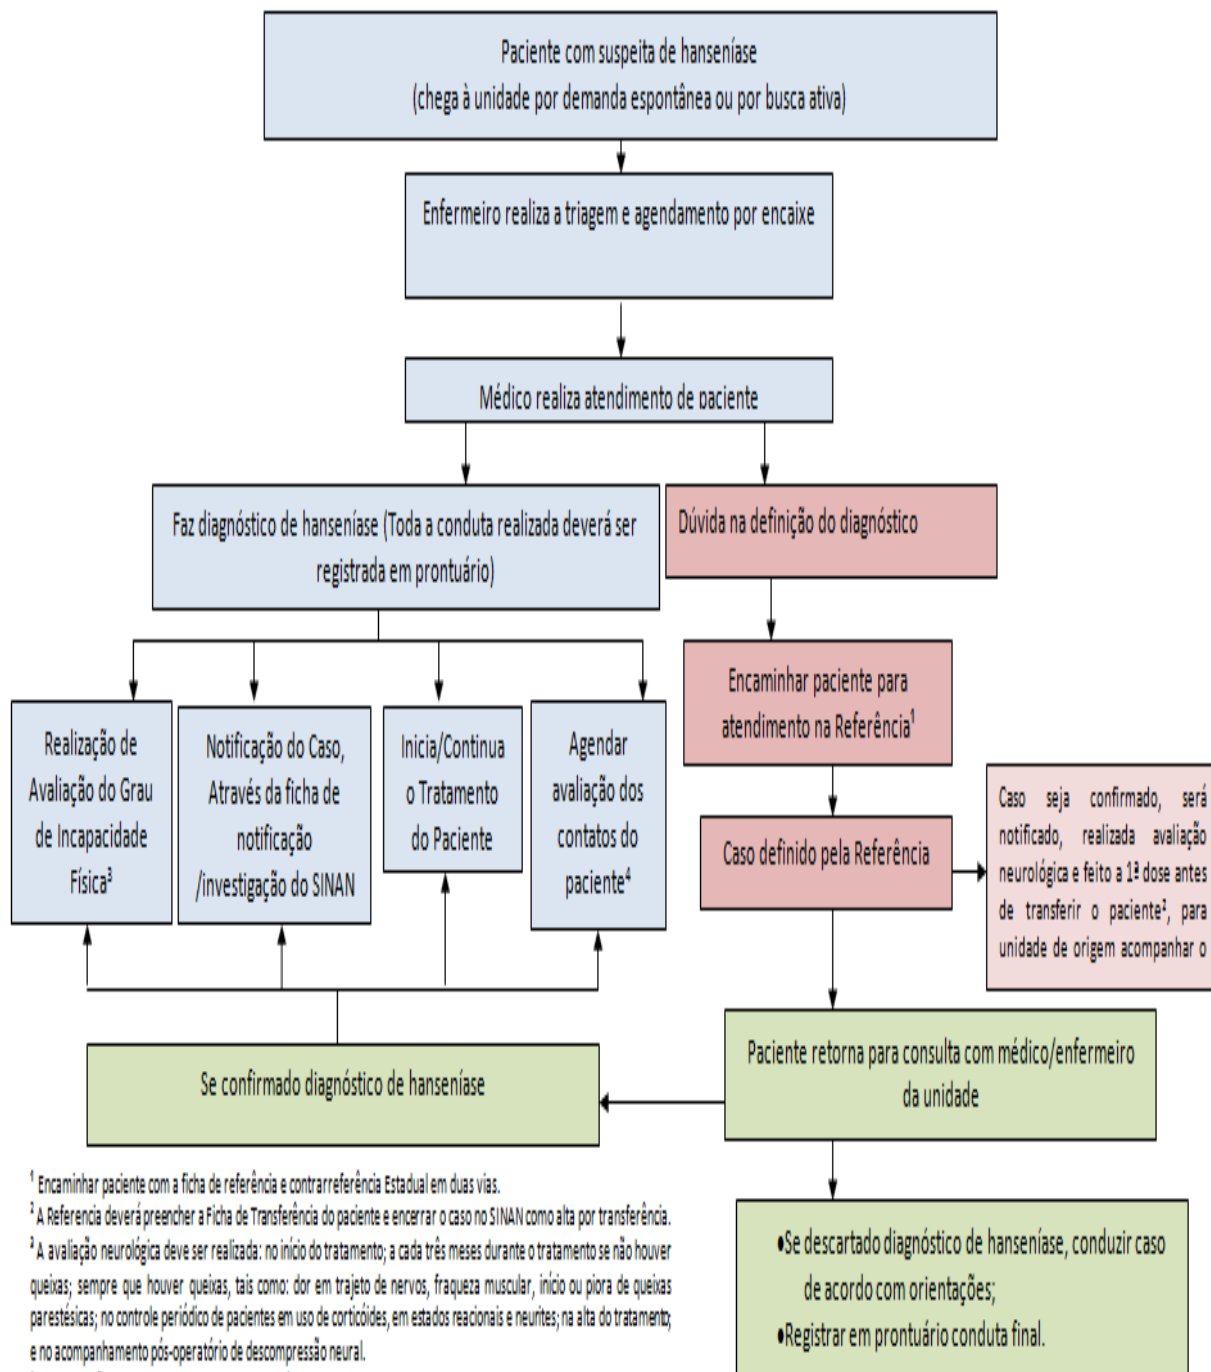 Paciente com suspeita de hanseníase
(chega à unidade por demanda espontânea ou por busca ativa)
Enfermeiro realiza a triagem e agendamento por encaixe
Médico realiza atendimento de paciente
Faz diagnóstico de hanseníase (Toda a conduta realizada deverá ser
registrada em prontuário)
Dúvida na definição do diagnóstico
Encaminhar paciente para
atendimento na Referência¹
Realização de
Avaliação do Grau
de Incapacidade
Física³
Notificação do Caso,
Através da ficha de
notificação
/investigação do SINAN
Inicia/Continua
o Tratamento
do Paciente
Agendar
avaliação dos
contatos do
paciente⁴
Caso definido pela Referência
Caso seja confirmado, será
notificado, realizada avaliação
neurológica e feito a 1ª dose antes
de transferir o paciente², para
unidade de origem acompanhar o
Paciente retorna para consulta com médico/enfermeiro
da unidade
Se confirmado diagnóstico de hanseníase
¹ Encaminhar paciente com a ficha de referência e contrarreferência Estadual em duas vias.
² A Referencia deverá preencher a Ficha de Transferência do paciente e encerrar o caso no SINAN como alta por transferência.
³ A avaliação neurológica deve ser realizada: no início do tratamento; a cada três meses durante o tratamento se não houver
queixas; sempre que houver queixas, tais como: dor em trajeto de nervos, fraqueza muscular, início ou piora de queixas
parestésicas; no controle periódico de pacientes em uso de corticóides, em estados reacionais e neurites; na alta do tratamento;
e no acompanhamento pós-operatório de descompressão neural.
•Se descartado diagnóstico de hanseníase, conduzir caso
de acordo com orientações;
•Registrar em prontuário conduta final.